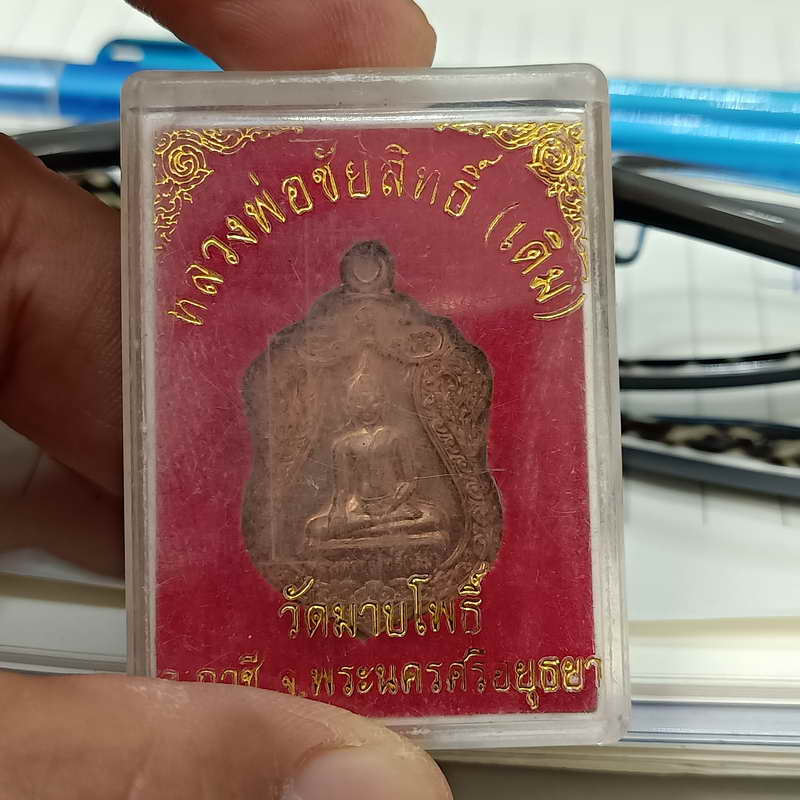 หลวงพ่อชัยสิทธิ์ (เดิม)
วัดมาบโพธิ์
อ.ภาชี จ.พระนครศรีอยุธยา